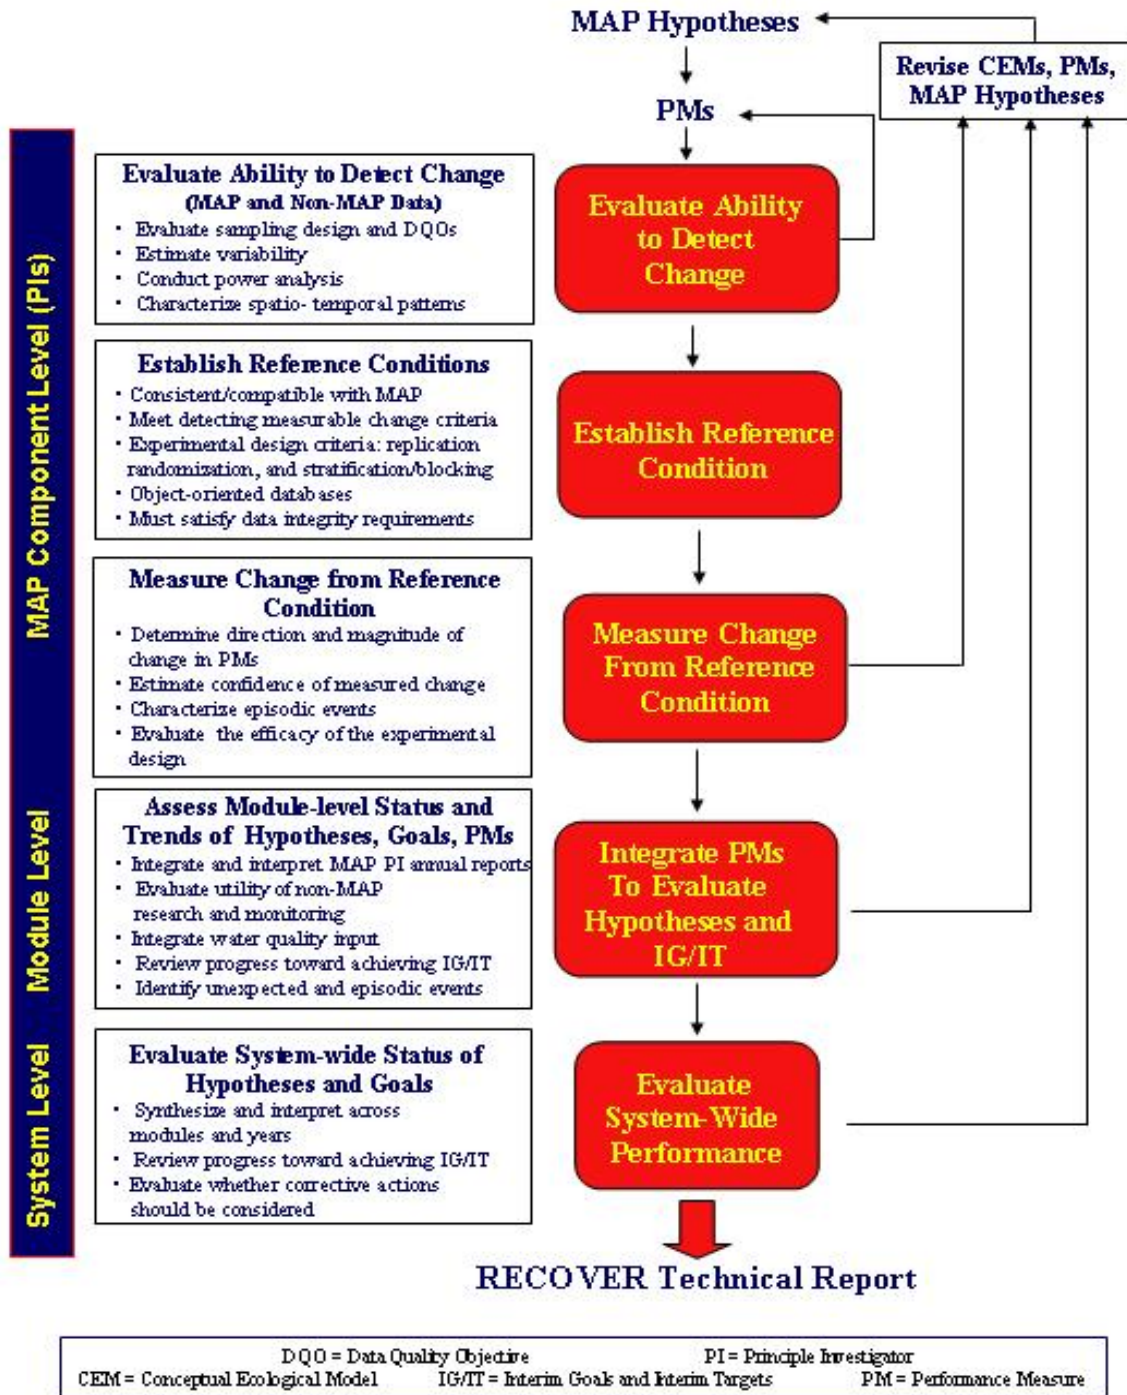 MAP Hypotheses
Revise CEMs, PMs,
MAP Hypotheses
PMs
MAP Component Level (PIs)
Evaluate Ability to Detect Change
(MAP and Non-MAP Data)
· Evaluate sampling design and DQOs
· Estimate variability
· Conduct power analysis
· Characterize spatio- temporal patterns
Evaluate Ability
to Detect
Change
Establish Reference Conditions
· Consistent/compatible with MAP
· Meet detecting measurable change criteria
· Experimental design criteria: replication
randomization, and stratification/blocking
· Object-oriented databases
· Must satisfy data integrity requirements
Establish Reference
Condition
Measure Change from Reference
Condition
· Determine direction and magnitude of
change in PMs
· Estimate confidence of measured change
· Characterize episodic events
· Evaluate the efficacy of the experimental
design
Measure Change
From Reference
Condition
Module Level
Assess Module-level Status and
Trends of Hypotheses, Goals, PMs
· Integrate and interpret MAP PI annual reports
· Evaluate utility of non-MAP
research and monitoring
· Integrate water quality input
· Review progress toward achieving IG/IT
· Identify unexpected and episodic events
Integrate PMs
To Evaluate
Hypotheses and
IG/IT
System Level
Evaluate System-wide Status of
Hypotheses and Goals
· Synthesize and interpret across
modules and years
· Review progress toward achieving IG/IT
· Evaluate whether corrective actions
should be considered
Evaluate
System-Wide
Performance
RECOVER Technical Report
DQO = Data Quality Objective PI = Principle Investigator
CEM = Conceptual Ecological Model IG/IT = Interim Goals and Interim Targets PM = Performance Measure